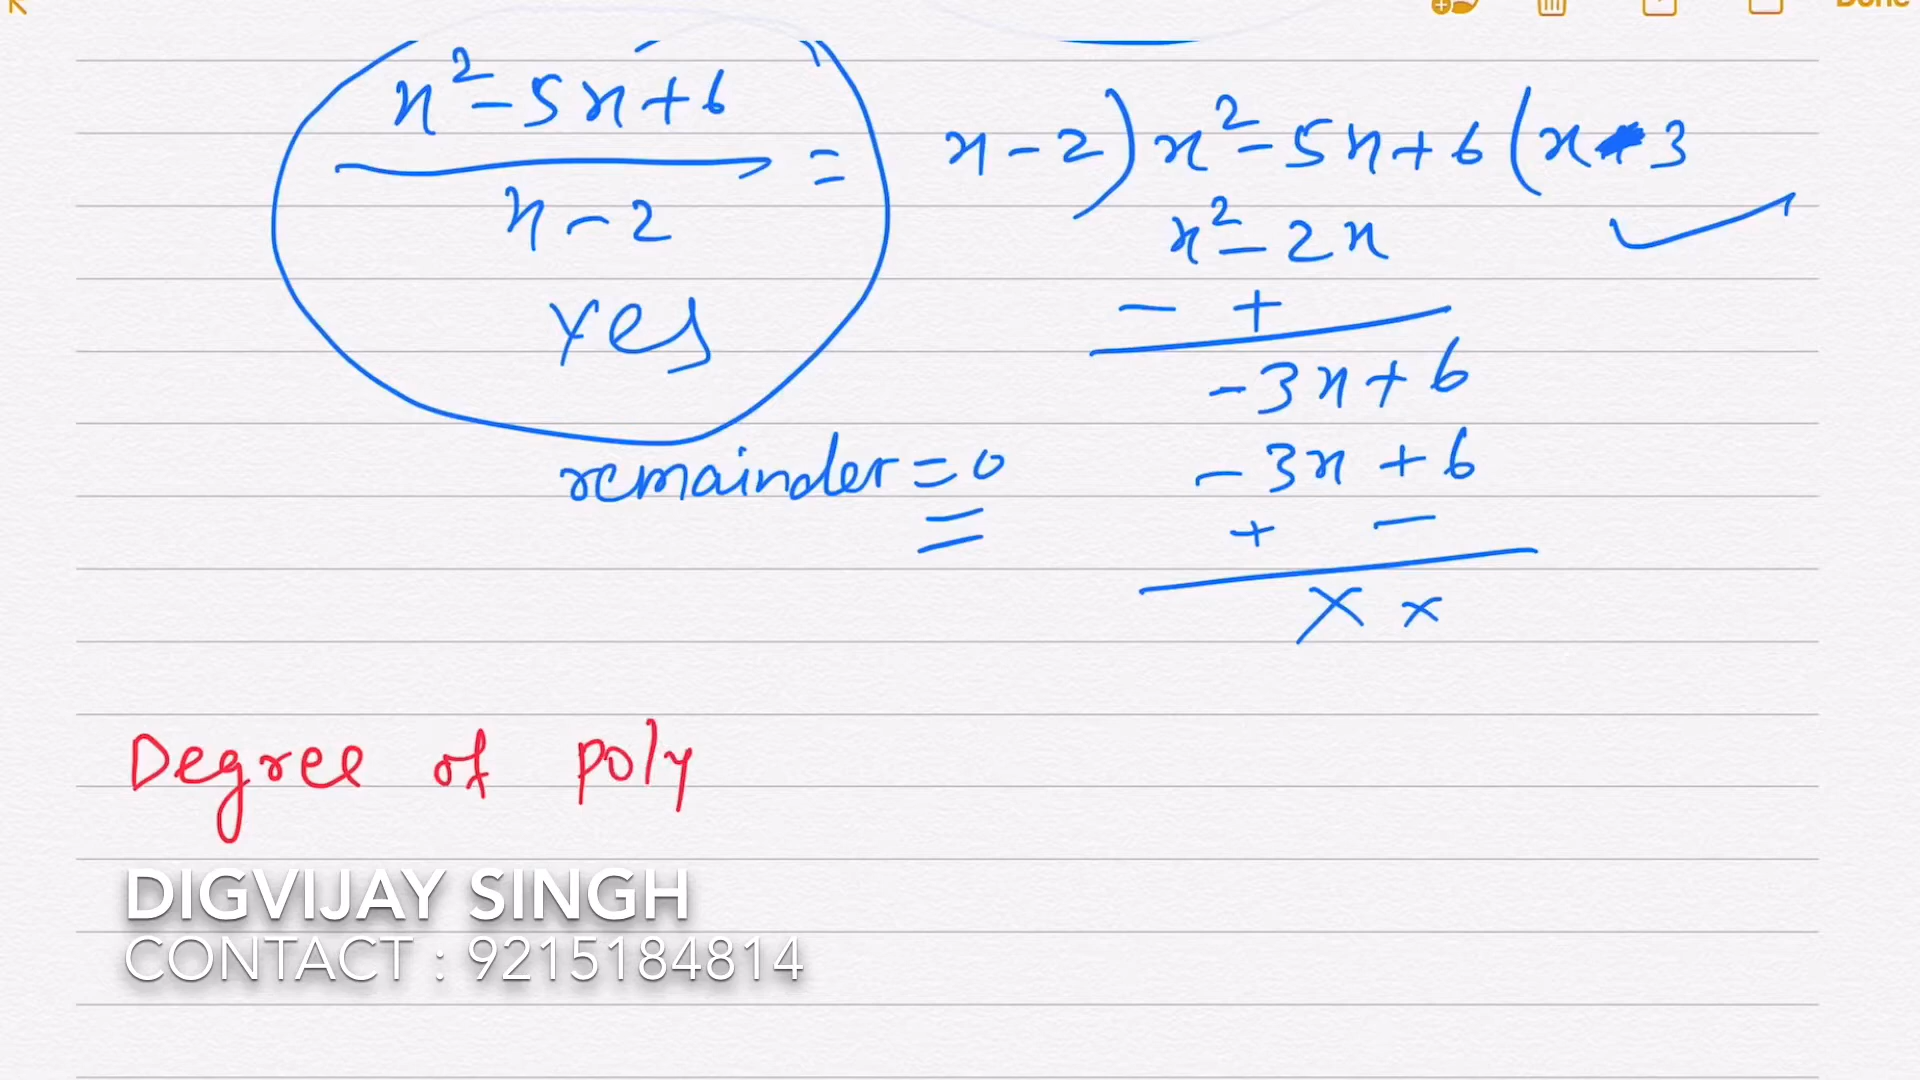 Done
x² - 5x + 6
x - 2
=
yes
x - 2 ) x² - 5x + 6 ( x - 3
x² - 2x
- +
- 3x + 6
- 3x + 6
+ -
x x
remainder = 0
Degree of poly
DIGVIJAY SINGH
CONTACT : 9215184814